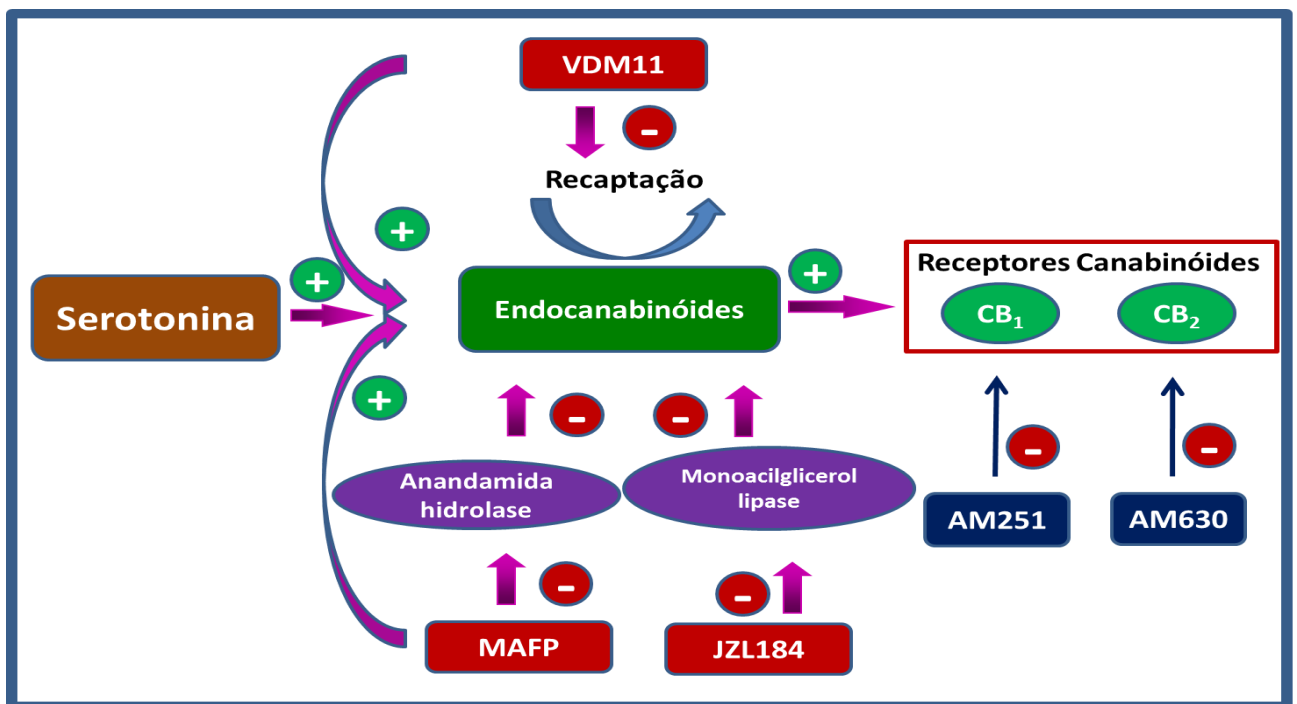 VDM11
-
Recaptação
+
+
Serotonina
Endocanabinóides
+
Receptores Canabinóides
CB₁
CB₂
+
-
-
Anandamida
hidrolase
Monoacilglicerol
lipase
-
-
AM251
AM630
-
-
MAFP
JZL184